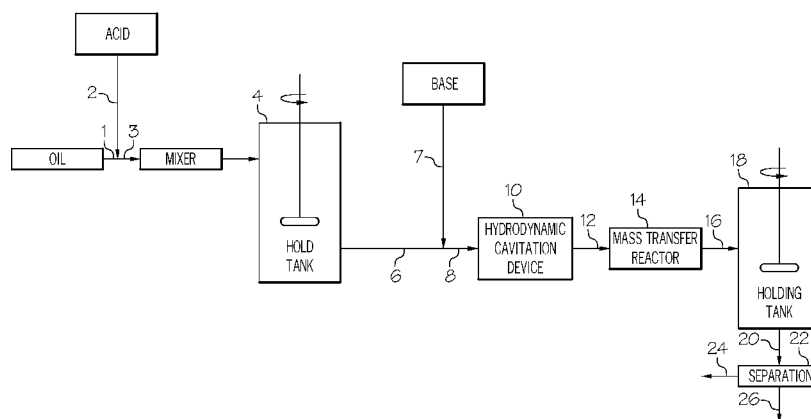 ACID
2
4
BASE
1
3
OIL
MIXER
7
18
10
14
HYDRODYNAMIC
CAVITATION
DEVICE
12
MASS TRANSFER
REACTOR
16
HOLD
TANK
6
8
HOLDING
TANK
20
22
24
SEPARATION
26